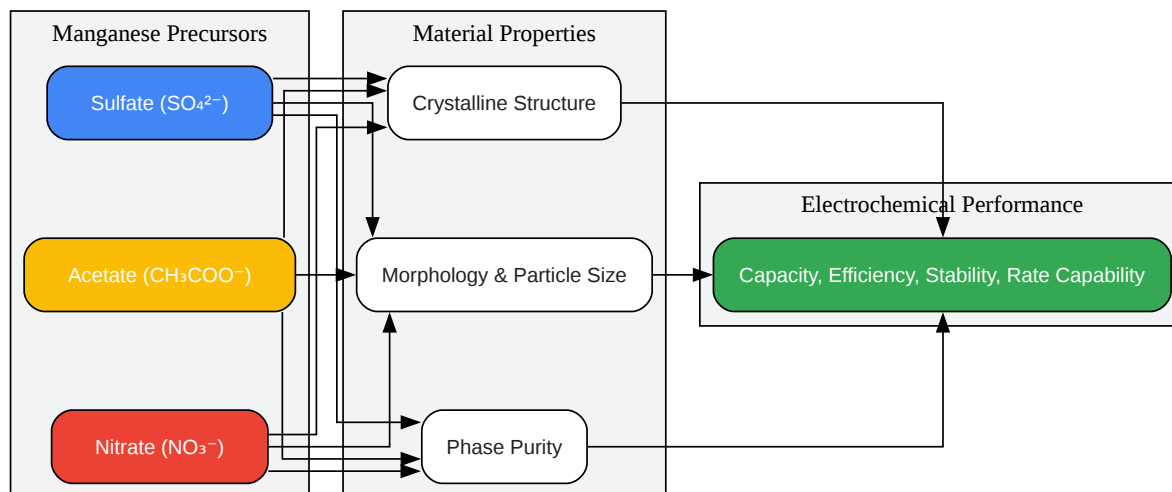 Manganese Precursors
Material Properties
Sulfate (SO₄²⁻)
Crystalline Structure
Electrochemical Performance
Acetate (CH₃COO⁻)
Morphology & Particle Size
Capacity, Efficiency, Stability, Rate Capability
Nitrate (NO₃⁻)
Phase Purity